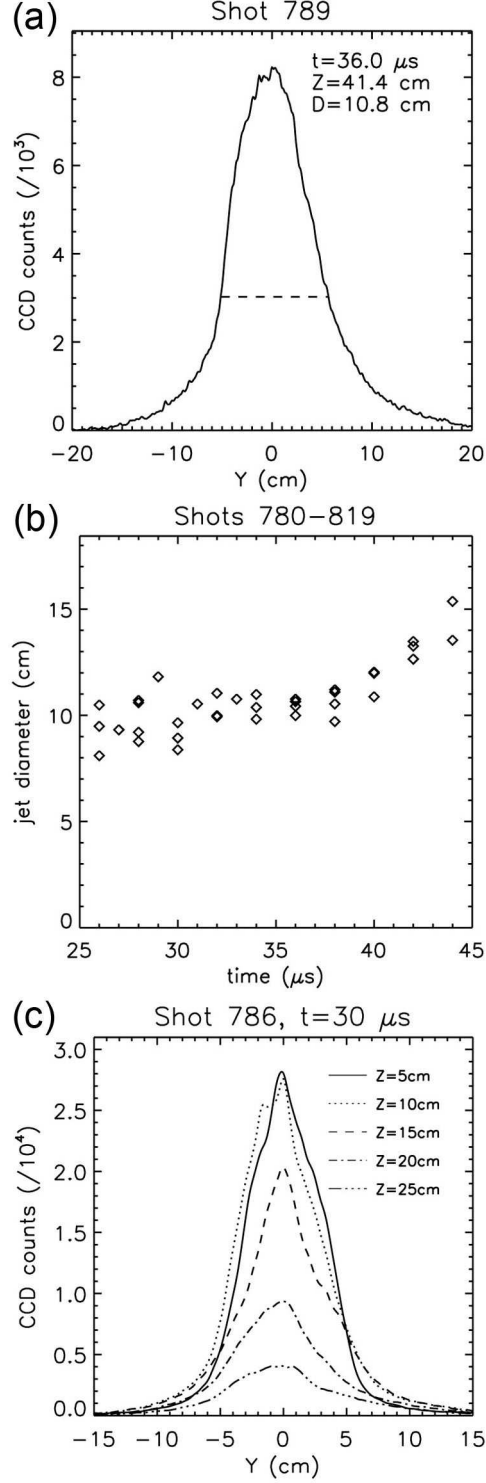 (a) Shot 789
t=36.0 μs
Z=41.4 cm
D=10.8 cm
CCD counts (/10³)
8
6
4
2
0
−20 −10 0 10 20
Y (cm)
(b) Shots 780−819
jet diameter (cm)
15
10
5
0
25 30 35 40 45
time (μs)
(c) Shot 786, t=30 μs
CCD counts (/10⁴)
3.0
2.5
2.0
1.5
1.0
0.5
0.0
Z=5cm
Z=10cm
Z=15cm
Z=20cm
Z=25cm
−15 −10 −5 0 5 10 15
Y (cm)